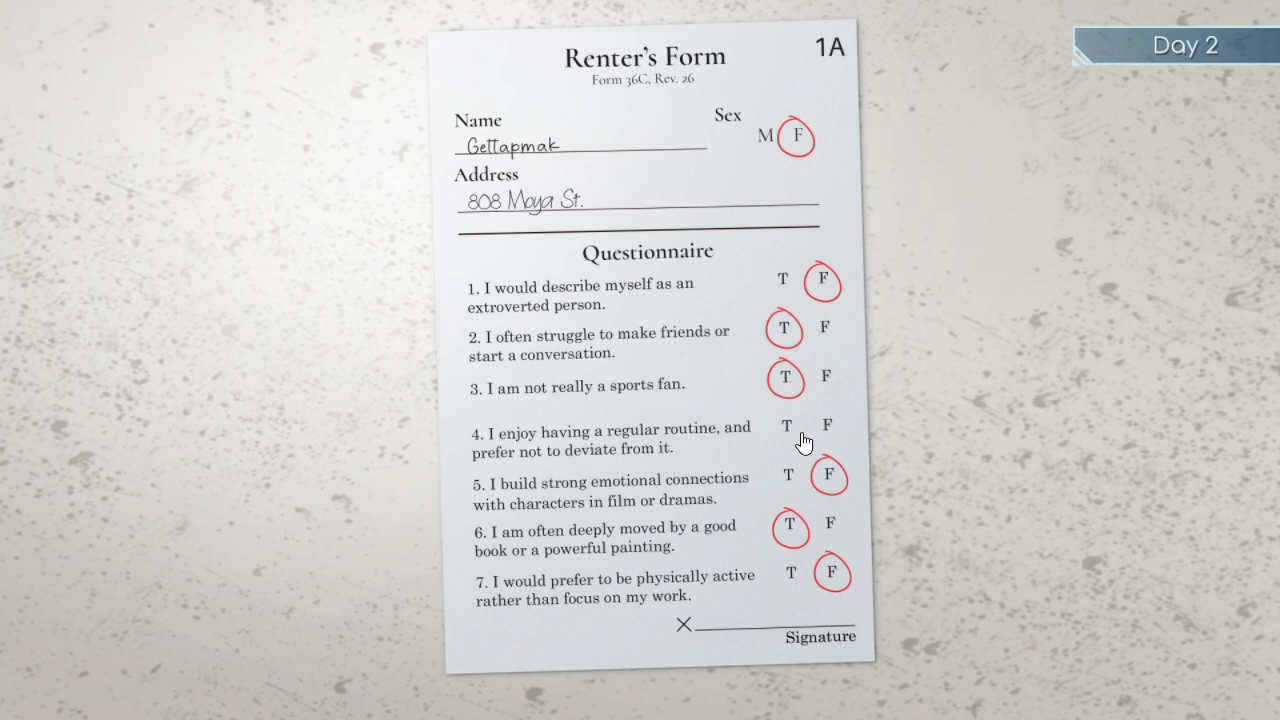 Day 2
1A
Renter's Form
Form 36C, Rev. 26
Name
Sex
M F
Gettapmak
Address
808 Moya St.
Questionnaire
1. I would describe myself as an
extroverted person.
T F
2. I often struggle to make friends or
start a conversation.
T F
3. I am not really a sports fan.
T F
4. I enjoy having a regular routine, and
prefer not to deviate from it.
T F
5. I build strong emotional connections
with characters in film or dramas.
T F
6. I am often deeply moved by a good
book or a powerful painting.
T F
7. I would prefer to be physically active
rather than focus on my work.
T F
X
Signature